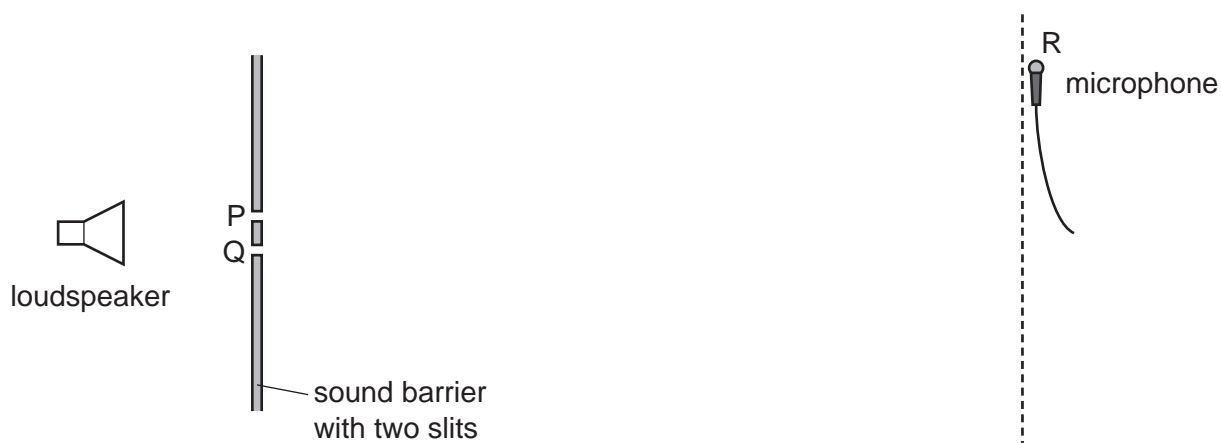 R
microphone
P
Q
loudspeaker
sound barrier
with two slits